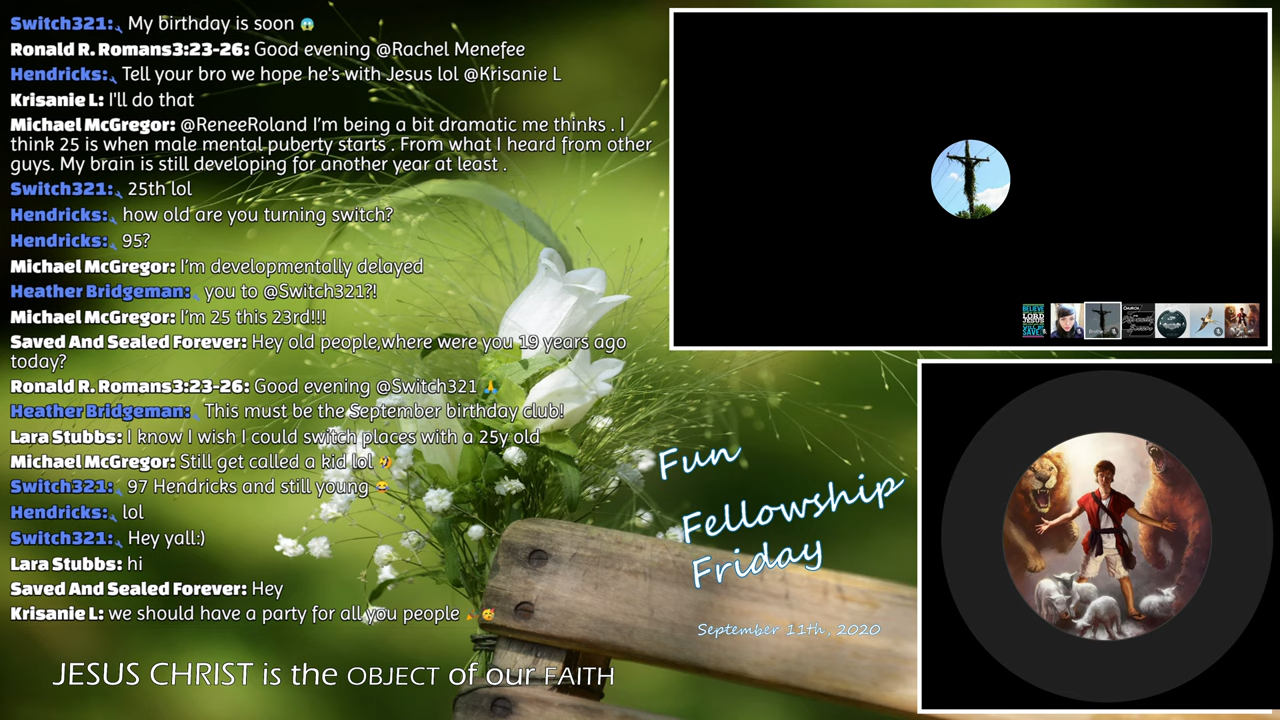 Switch321: My birthday is soon 😱
Ronald R. Romans3:23-26: Good evening @Rachel Menefee
Hendricks: Tell your bro we hope he's with Jesus lol @Krisanie L
Krisanie L: I'll do that
Michael McGregor: @ReneeRoland I'm being a bit dramatic me thinks . I
think 25 is when male mental puberty starts . From what I heard from other
guys. My brain is still developing for another year at least .
Switch321: 25th lol
Hendricks: how old are you turning switch?
Hendricks: 95?
Michael McGregor: I'm developmentally delayed
Heather Bridgeman: you to @Switch321?!
Michael McGregor: I'm 25 this 23rd!!!
Saved And Sealed Forever: Hey old people,where were you 19 years ago
today?
Ronald R. Romans3:23-26: Good evening @Switch321 🙏
Heather Bridgeman: This must be the September birthday club!
Lara Stubbs: I know I wish I could switch places with a 25y old
Michael McGregor: Still get called a kid lol 🤣
Switch321: 97 Hendricks and still young 😂
Hendricks: lol
Switch321: Hey yall:)
Lara Stubbs: hi
Saved And Sealed Forever: Hey
Krisanie L: we should have a party for all you people 🎉 🥳
BELIEVE
LORD
JESUS
SAVE
CHURCH
Fun
Fellowship
Friday
September 11th, 2020
JESUS CHRIST is the OBJECT of our FAITH